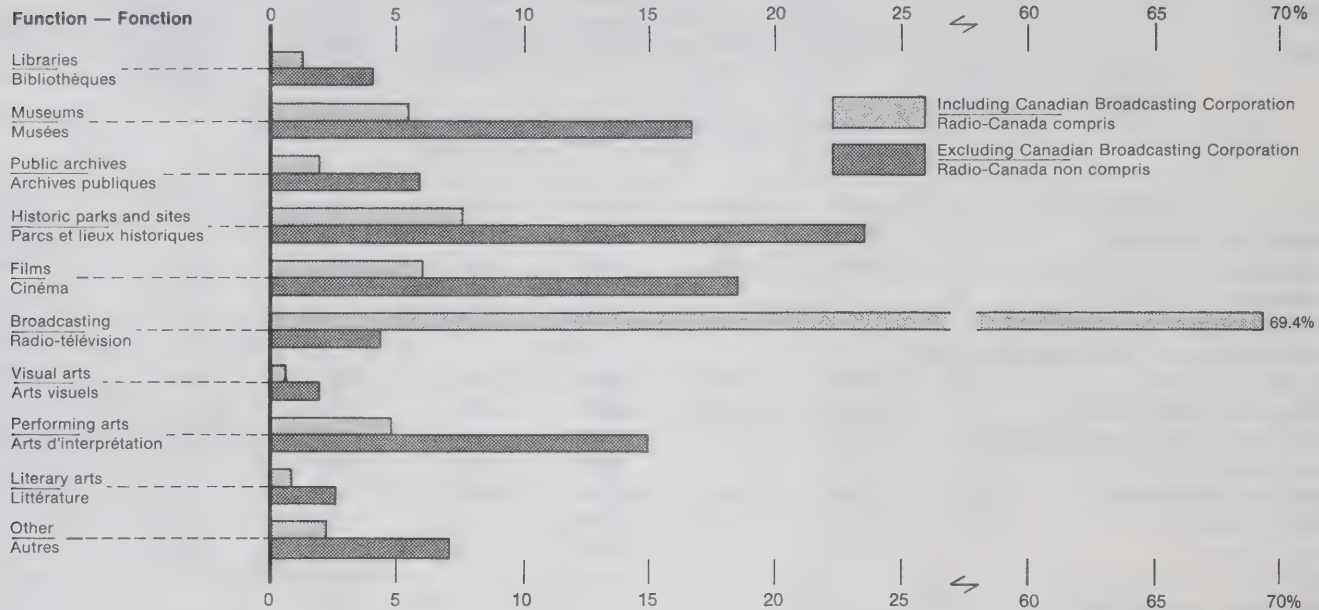 Function — Fonction
0 5 10 15 20 25 60 65 70%
Libraries
Bibliothèques
Museums
Musées
Public archives
Archives publiques
Historic parks and sites
Parcs et lieux historiques
Films
Cinéma
Broadcasting
Radio-télévision
69.4%
Visual arts
Arts visuels
Performing arts
Arts d'interprétation
Literary arts
Littérature
Other
Autres
Including Canadian Broadcasting Corporation
Radio-Canada compris
Excluding Canadian Broadcasting Corporation
Radio-Canada non compris
0 5 10 15 20 25 60 65 70%